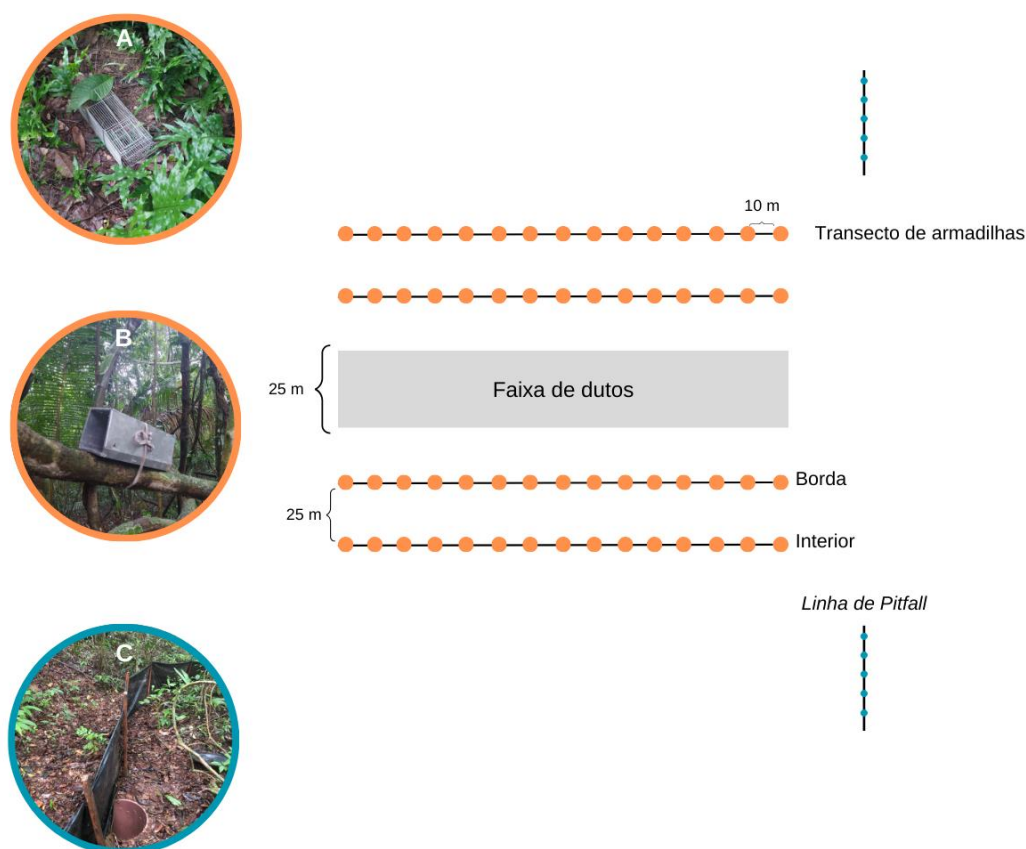 A
10 m
Transecto de armadilhas
B
25 m
Faixa de dutos
Borda
25 m
Interior
Linha de Pitfall
C